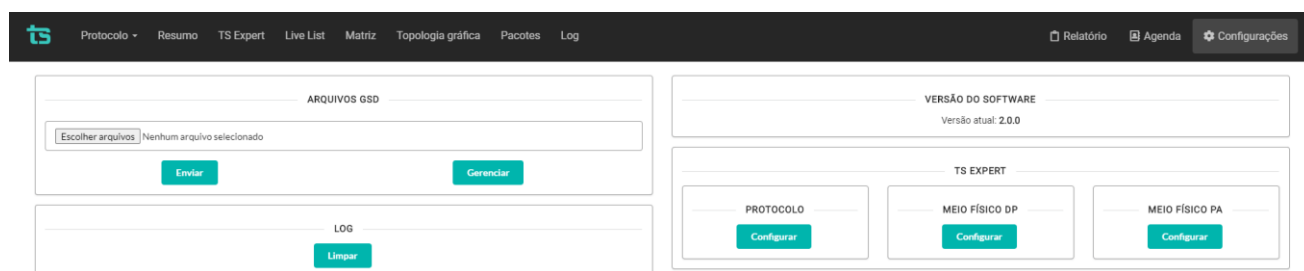 ts Protocolo Resumo TS Expert Live List Matriz Topologia gráfica Pacotes Log Relatório Agenda Configurações
ARQUIVOS GSD
Escolher arquivos Nenhum arquivo selecionado
Enviar Gerenciar
LOG
Limpar
VERSÃO DO SOFTWARE
Versão atual: 2.0.0
TS EXPERT
PROTOCOLO
Configurar
MEIO FÍSICO DP
Configurar
MEIO FÍSICO PA
Configurar